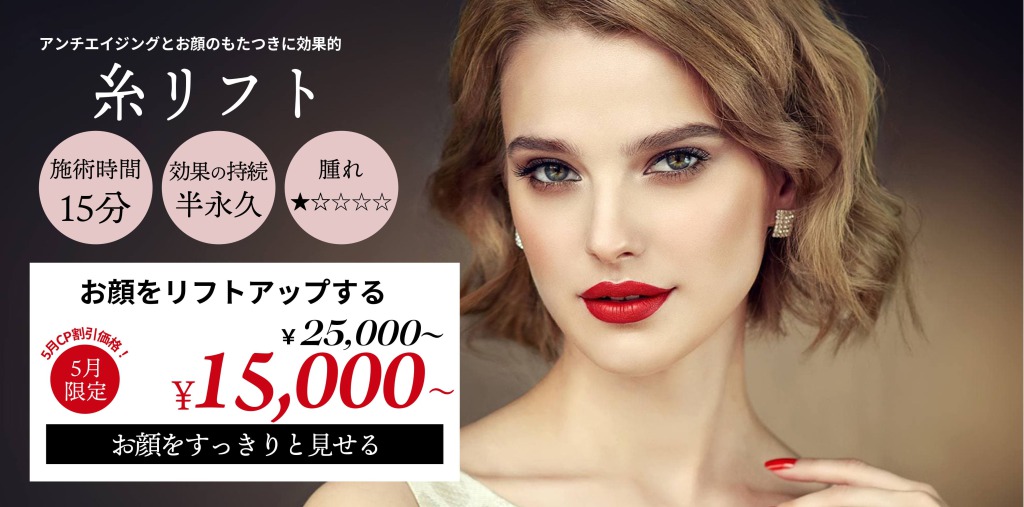 アンチエイジングとお顔のもたつきに効果的
糸リフト
施術時間
15分
効果の持続
半永久
腫れ
★☆☆☆☆
お顔をリフトアップする
¥25,000~
5月CP割引価格!
5月
限定
¥15,000~
お顔をすっきりと見せる